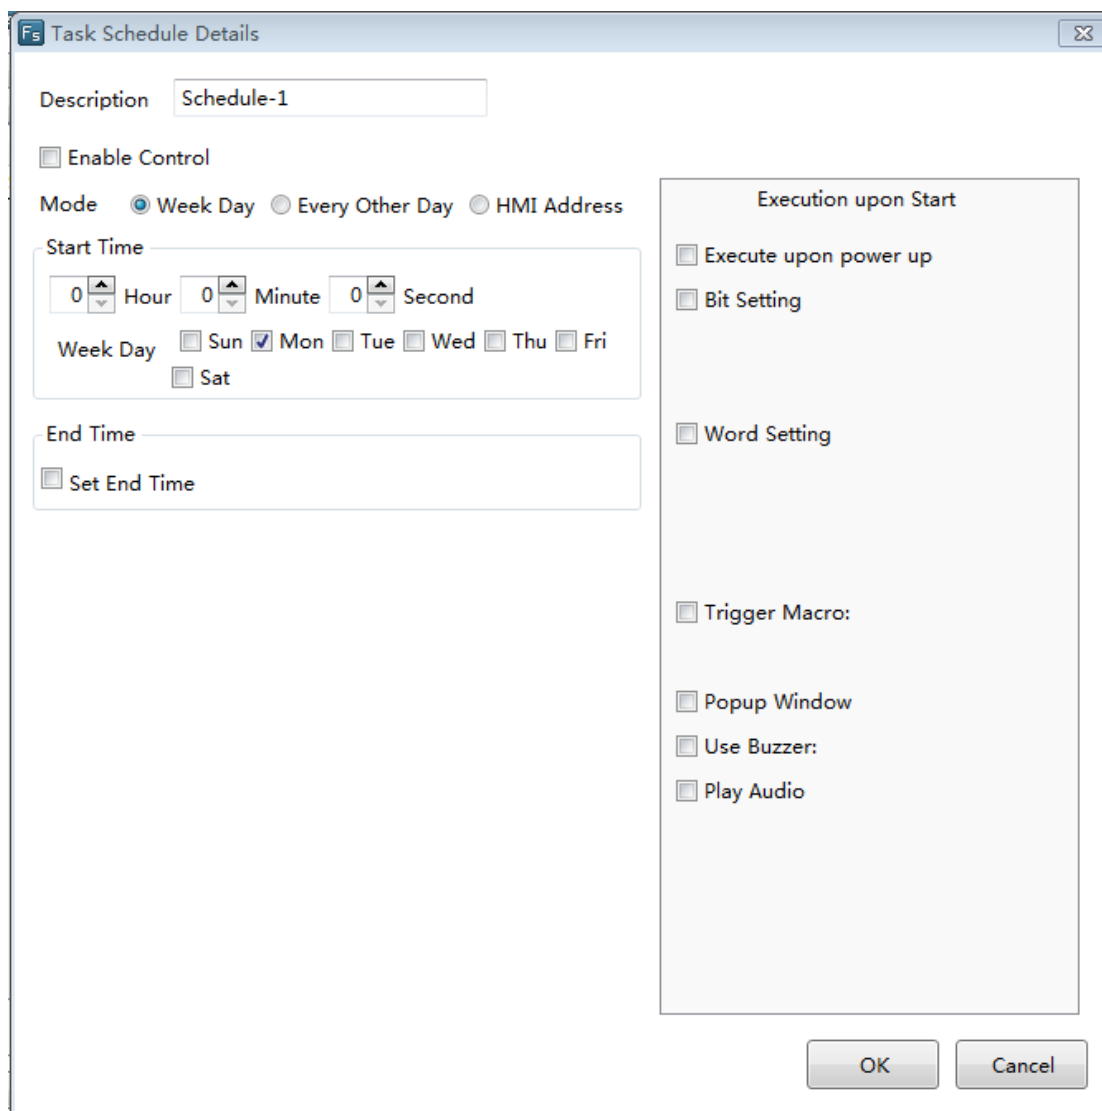 Fs Task Schedule Details
Description Schedule-1
Enable Control
Mode Week Day Every Other Day HMI Address
Start Time
0 Hour 0 Minute 0 Second
Week Day Sun Mon Tue Wed Thu Fri
Sat
End Time
Set End Time
Execution upon Start
Execute upon power up
Bit Setting
Word Setting
Trigger Macro:
Popup Window
Use Buzzer:
Play Audio
OK Cancel